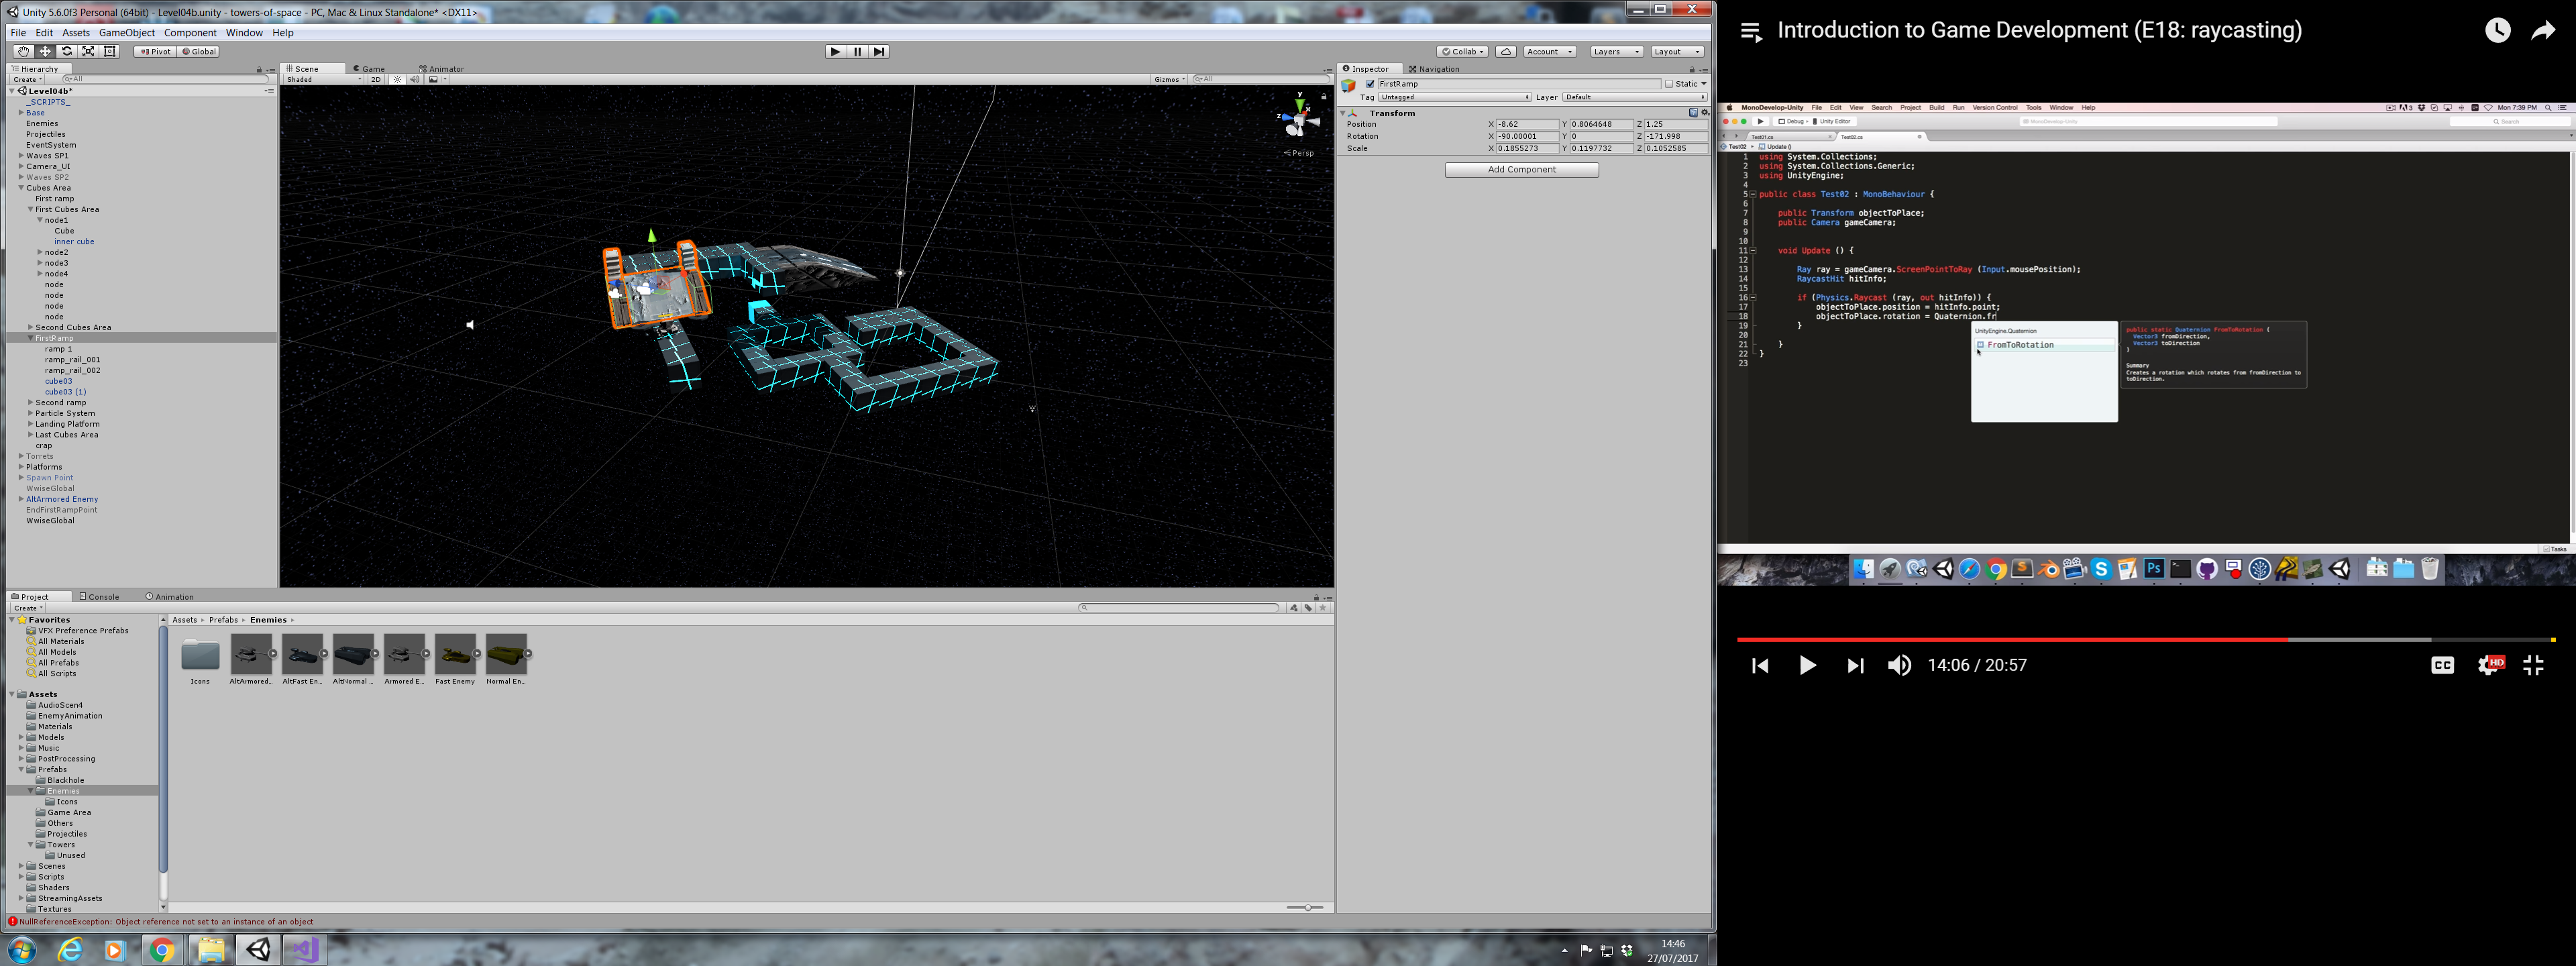 Unity 5.6.0f3 Personal (64bit) - Level04b.unity - towers-of-space - PC, Mac & Linux Standalone* <DX11>
File Edit Assets GameObject Component Window Help
Pivot Global
Collab Account Layers Layout
Hierarchy
Create All
Level04b*
_SCRIPTS_
Base
Enemies
Projectiles
EventSystem
Waves SP1
Camera_UI
Waves SP2
Cubes Area
First ramp
First Cubes Area
node1
Cube
inner cube
node2
node3
node4
node
node
node
node
Second Cubes Area
FirstRamp
ramp 1
ramp_rail_001
ramp_rail_002
cube03
cube03 (1)
Second ramp
Particle System
Landing Platform
Last Cubes Area
crap
Torrets
Platforms
Spawn Point
WwiseGlobal
AltArmored Enemy
EndFirstRampPoint
WwiseGlobal
Scene Game Animator
Shaded 2D Gizmos All
y
x
z
Persp
Inspector Navigation
FirstRamp Static
Tag Untagged Layer Default
Transform
Position X -8.62 Y 0.8064648 Z 1.25
Rotation X -90.00001 Y 0 Z -171.998
Scale X 0.1855273 Y 0.1197732 Z 0.1052585
Add Component
Project Console Animation
Create
Favorites
VFX Preference Prefabs
All Materials
All Models
All Prefabs
All Scripts
Assets
AudioScen4
EnemyAnimation
Materials
Models
Music
PostProcessing
Prefabs
Blackhole
Enemies
Icons
Game Area
Others
Projectiles
Towers
Unused
Scenes
Scripts
Shaders
StreamingAssets
Textures
Assets Prefabs Enemies
Icons AltArmored... AltFast En... AltNormal ... Armored E... Fast Enemy Normal En...
NullReferenceException: Object reference not set to an instance of an object
14:46
27/07/2017
Introduction to Game Development (E18: raycasting)
MonoDevelop-Unity File Edit View Search Project Build Run Version Control Tools Window Help Mon 7:39 PM
Debug Unity Editor MonoDevelop-Unity Search
Test01.cs Test02.cs
Test02 Update ()
1 using System.Collections;
2 using System.Collections.Generic;
3 using UnityEngine;
4
5 public class Test02 : MonoBehaviour {
6
7 public Transform objectToPlace;
8 public Camera gameCamera;
9
10
11 void Update () {
12
13 Ray ray = gameCamera.ScreenPointToRay (Input.mousePosition);
14 RaycastHit hitInfo;
15
16 if (Physics.Raycast (ray, out hitInfo)) {
17 objectToPlace.position = hitInfo.point;
18 objectToPlace.rotation = Quaternion.fr
19 }
20
21 }
22 }
23
UnityEngine.Quaternion
FromToRotation
public static Quaternion FromToRotation (
Vector3 fromDirection,
Vector3 toDirection
)
Summary
Creates a rotation which rotates from fromDirection to
toDirection.
Tasks
Ps
14:06 / 20:57
CC HD